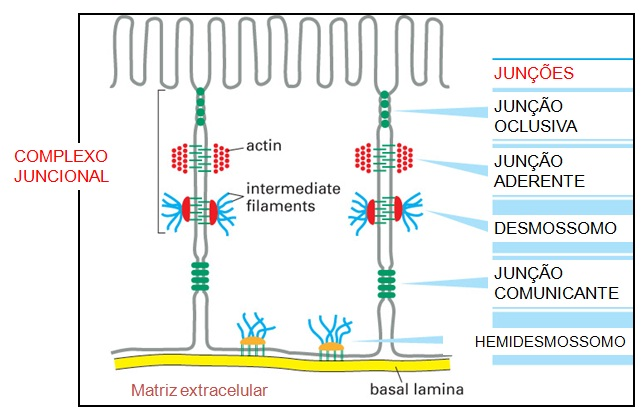 JUNÇÕES
JUNÇÃO
OCLUSIVA
actin
COMPLEXO
JUNCIONAL
JUNÇÃO
ADERENTE
intermediate
filaments
DESMOSSOMO
JUNÇÃO
COMUNICANTE
HEMIDESMOSSOMO
Matriz extracelular
basal lamina